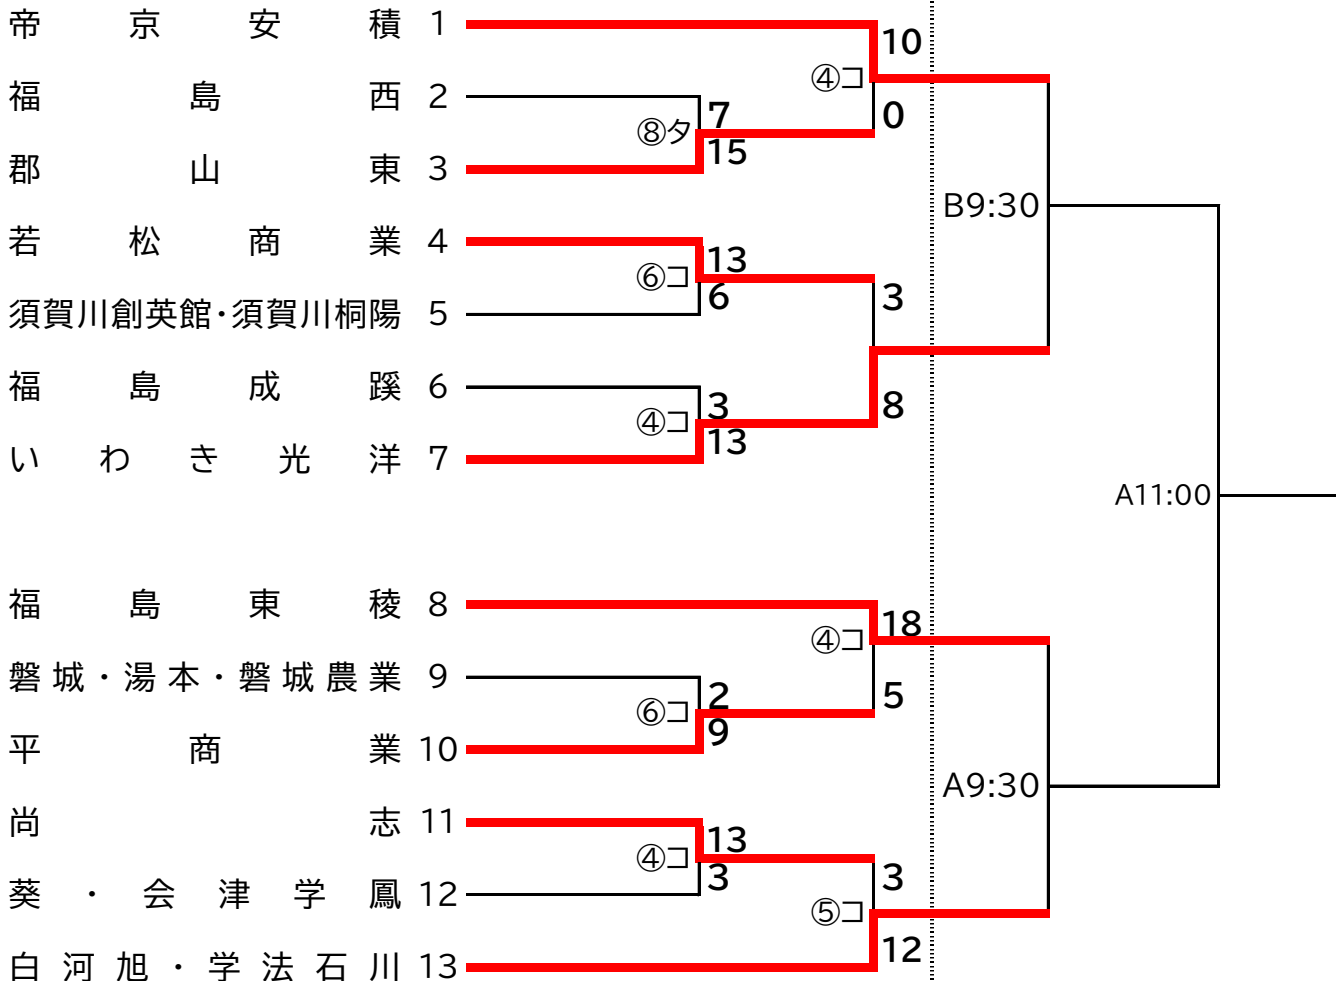 帝京安積 1
10
④コ
福島西 2
7
0
⑧タ
15
郡山東 3
B9:30
若松商業 4
13
⑥コ
6
3
須賀川創英館・須賀川桐陽 5
福島成蹊 6
3
8
④コ
13
いわき光洋 7
A11:00
福島東稜 8
18
④コ
磐城・湯本・磐城農業 9
2
5
⑥コ
9
平商業 10
A9:30
尚志 11
13
④コ
3
3
葵・会津学鳳 12
⑤コ
12
白河旭・学法石川 13